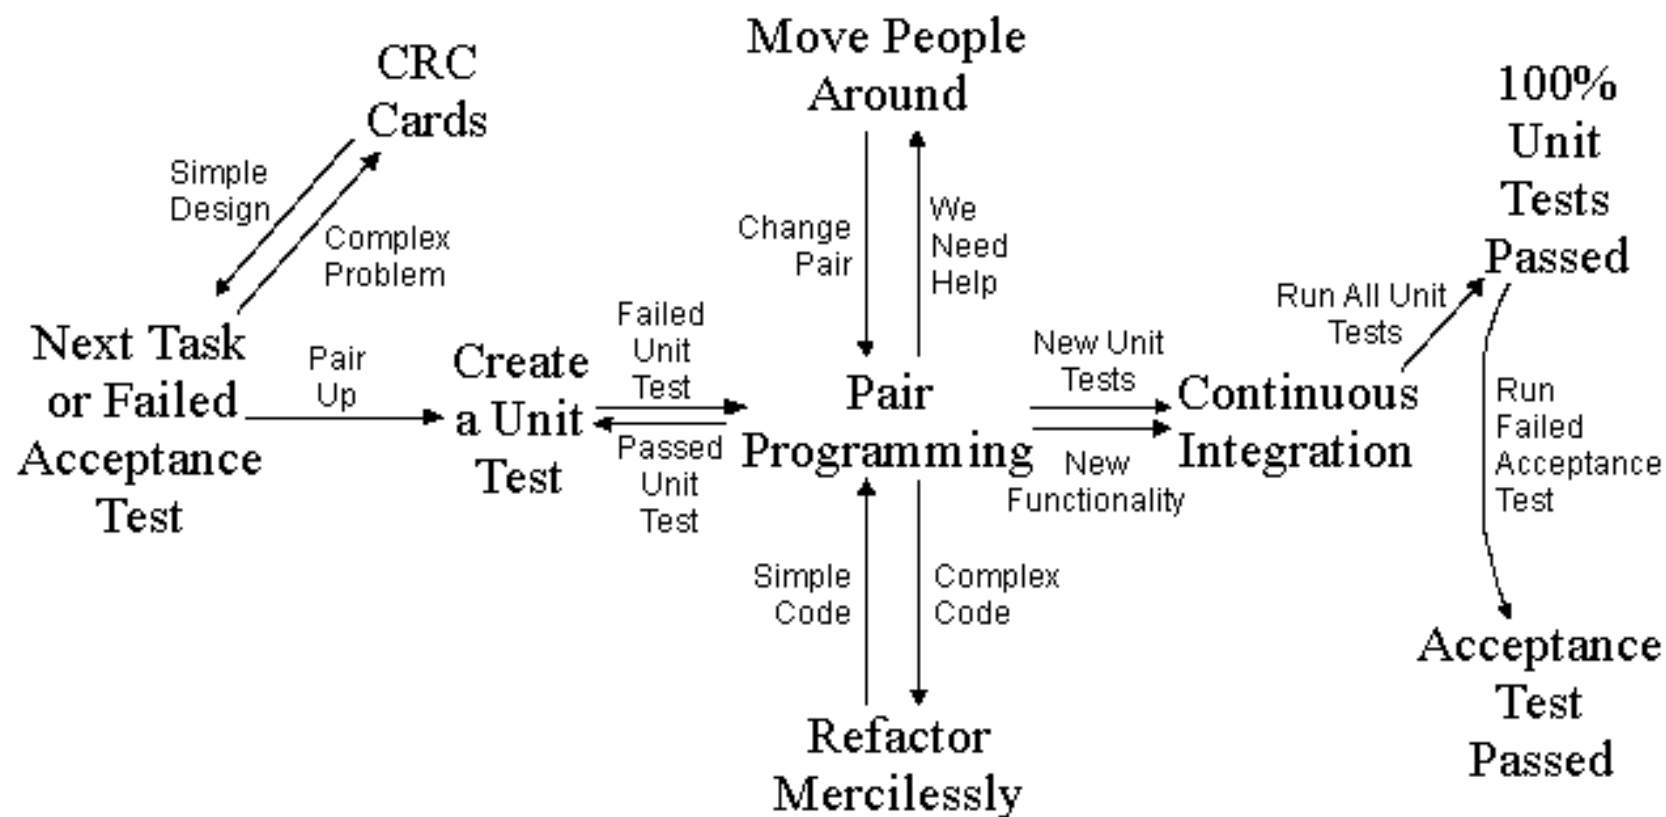 CRC
Cards
Simple
Design
Complex
Problem
Next Task
or Failed
Acceptance
Test
Pair
Up
Create
a Unit
Test
Failed
Unit
Test
Passed
Unit
Test
Move People
Around
Change
Pair
We
Need
Help
Pair
Programming
Simple
Code
Complex
Code
Refactor
Mercilessly
New Unit
Tests
New
Functionality
Continuous
Integration
Run All Unit
Tests
100%
Unit
Tests
Passed
Run
Failed
Acceptance
Test
Acceptance
Test
Passed